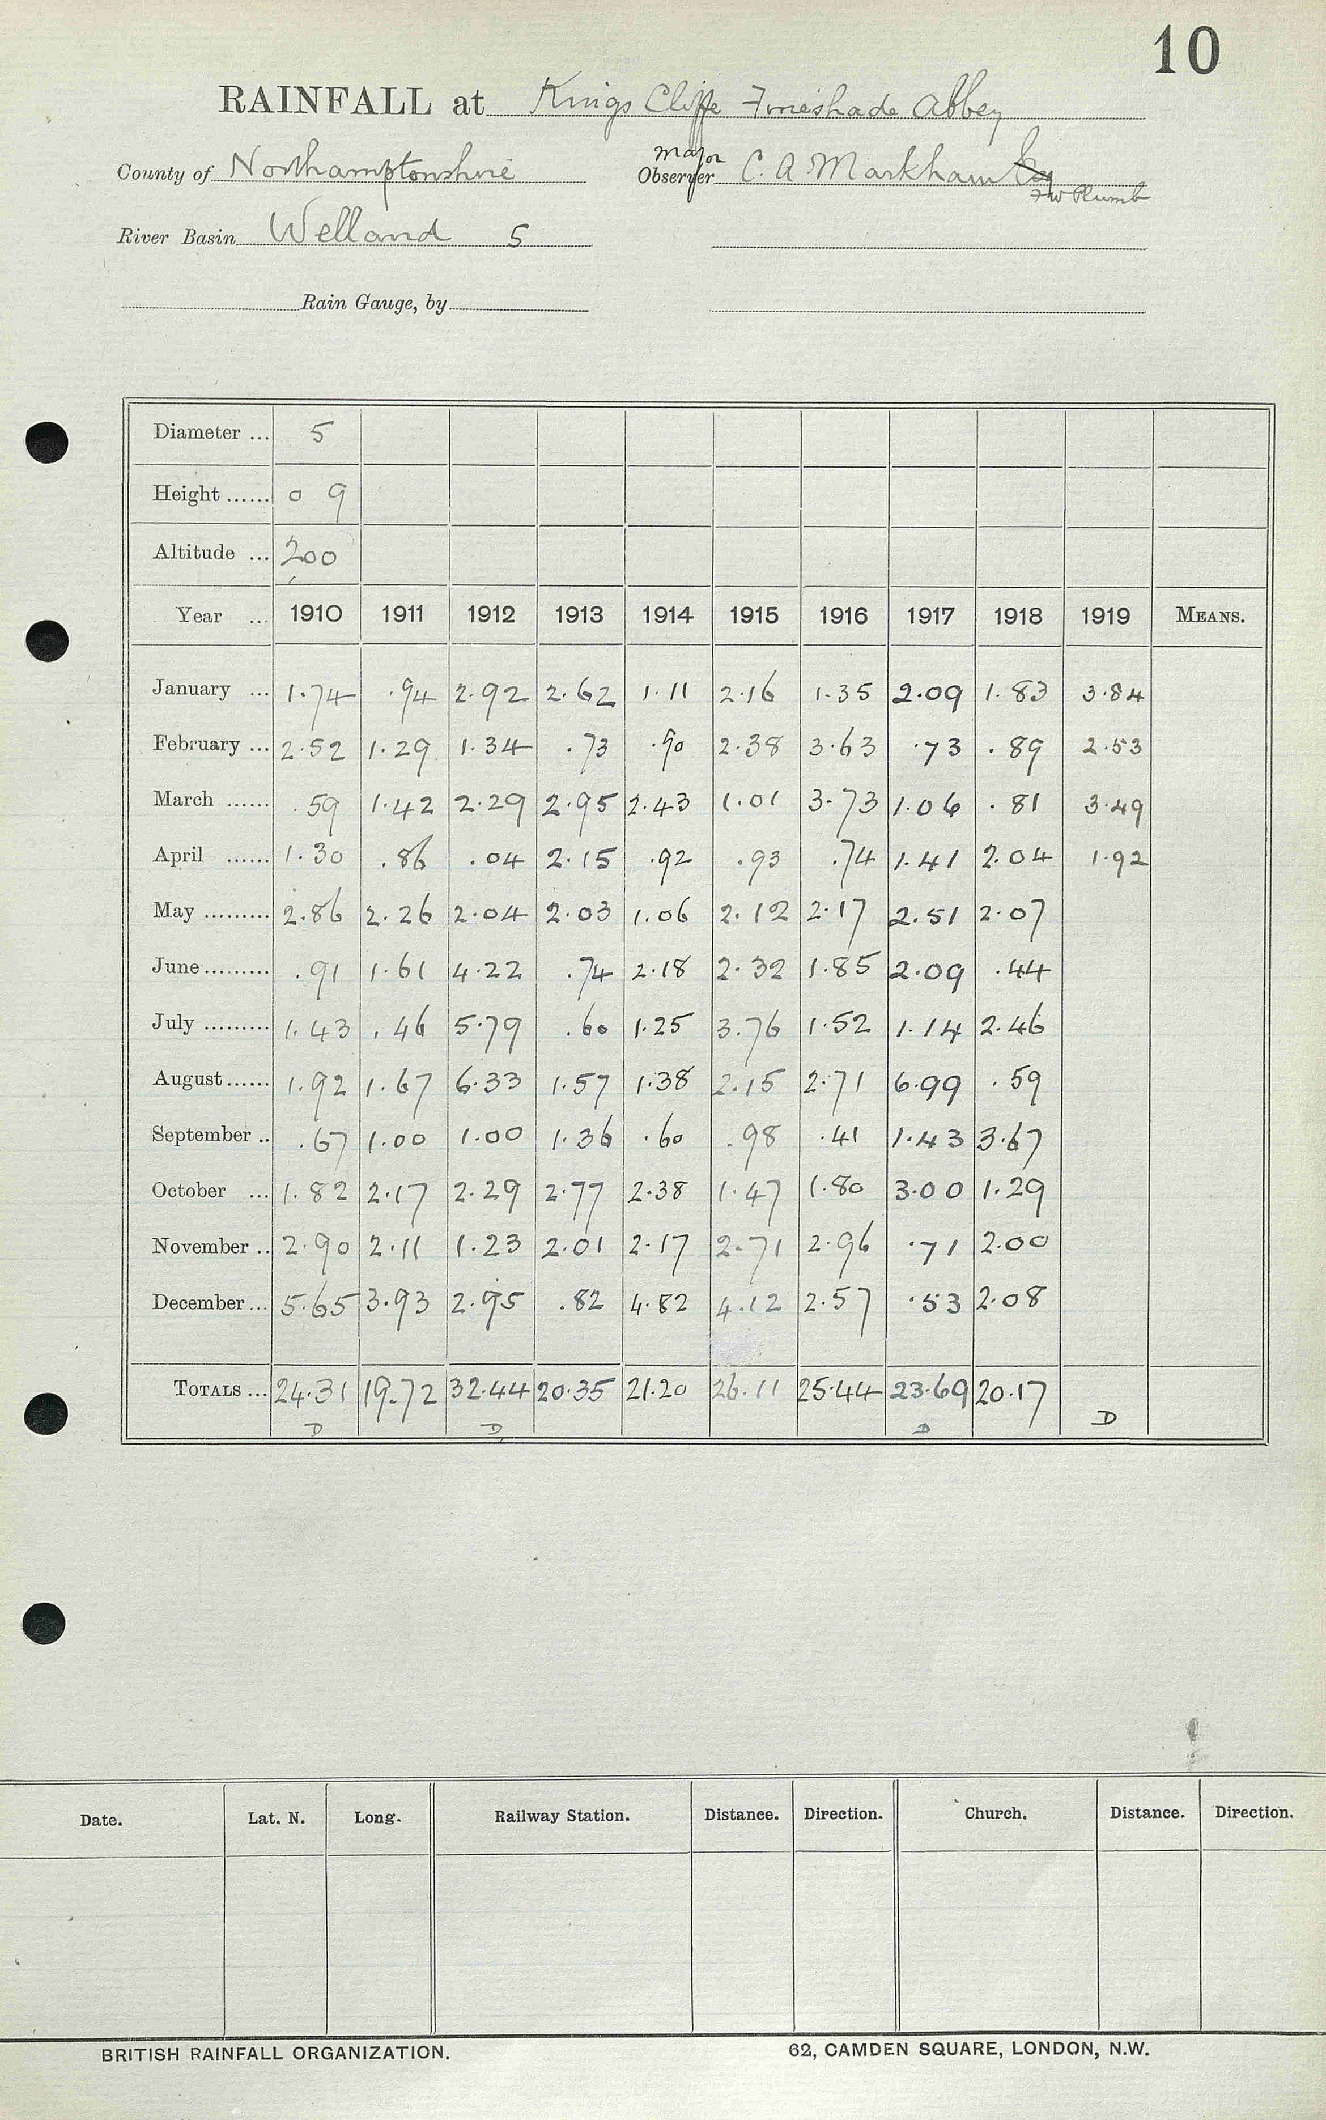 10
RAINFALL at Kings Cliffe Fineshade Abbey
County of Northamptonshire
Major
Observer C. A Markham Esq
F W Plumb
River Basin Welland 5
Rain Gauge, by
Diameter ... 5
Height ...... 0 9
Altitude ... 200
Year ... 1910 1911 1912 1913 1914 1915 1916 1917 1918 1919 MEANS.
January ... 1.74 .94 2.92 2.62 1.11 2.16 1.35 2.09 1.83 3.84
February ... 2.52 1.29 1.34 .73 .90 2.38 3.63 .73 .89 2.53
March ...... .59 1.42 2.29 2.95 2.43 1.01 3.73 1.06 .81 3.49
April ...... 1.30 .86 .04 2.15 .92 .93 .74 1.41 2.04 1.92
May ......... 2.86 2.26 2.04 2.03 1.06 2.12 2.17 2.51 2.07
June ......... .91 1.61 4.22 .74 2.18 2.32 1.85 2.09 .44
July ......... 1.43 .46 5.79 .60 1.25 3.76 1.52 1.14 2.46
August ...... 1.92 1.67 6.33 1.57 1.38 2.15 2.71 6.99 .59
September .. .67 1.00 1.00 1.36 .60 .98 .41 1.43 3.67
October ... 1.82 2.17 2.29 2.77 2.38 1.47 1.80 3.00 1.29
November .. 2.90 2.11 1.23 2.01 2.17 2.71 2.96 .71 2.00
December ... 5.65 3.93 2.95 .82 4.82 4.12 2.57 .53 2.08
TOTALS ... 24.31 19.72 32.44 20.35 21.20 26.11 25.44 23.69 20.17
D D D D
Date. Lat. N. Long. Railway Station. Distance. Direction. Church. Distance. Direction.
BRITISH RAINFALL ORGANIZATION. 62, CAMDEN SQUARE, LONDON, N.W.